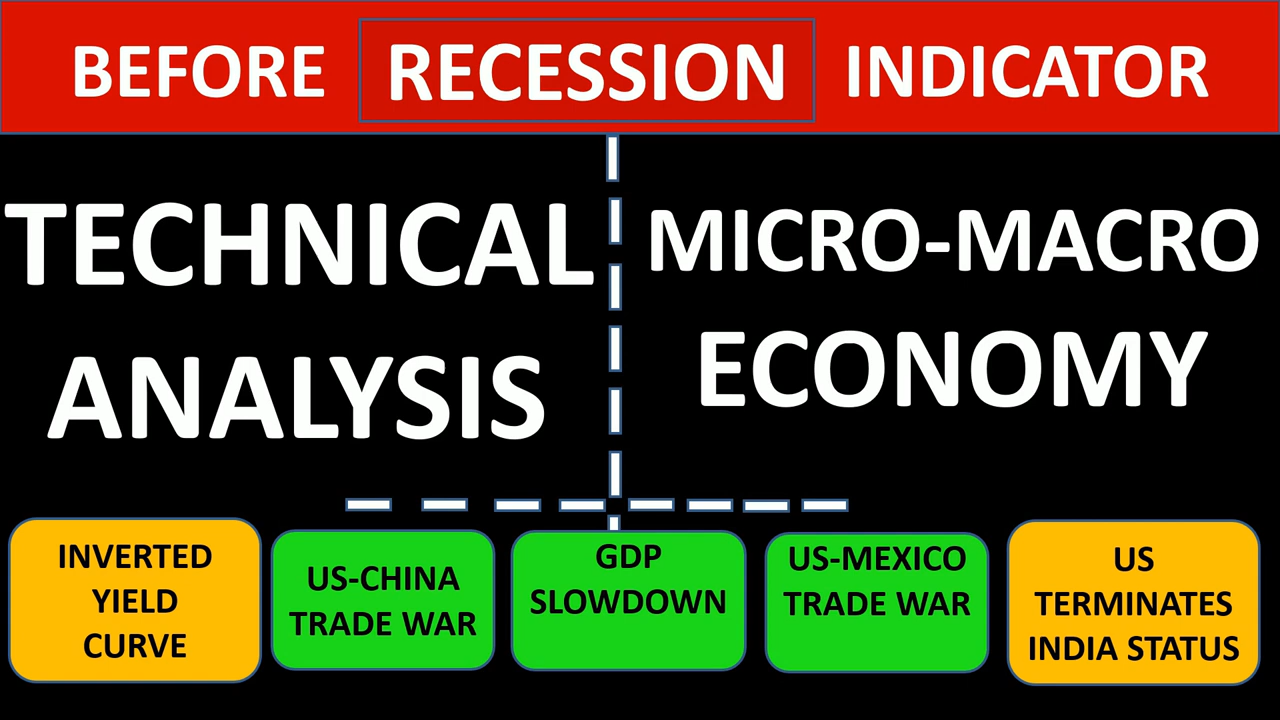 BEFORE RECESSION INDICATOR
TECHNICAL
ANALYSIS
MICRO-MACRO
ECONOMY
INVERTED
YIELD
CURVE
US-CHINA
TRADE WAR
GDP
SLOWDOWN
US-MEXICO
TRADE WAR
US
TERMINATES
INDIA STATUS